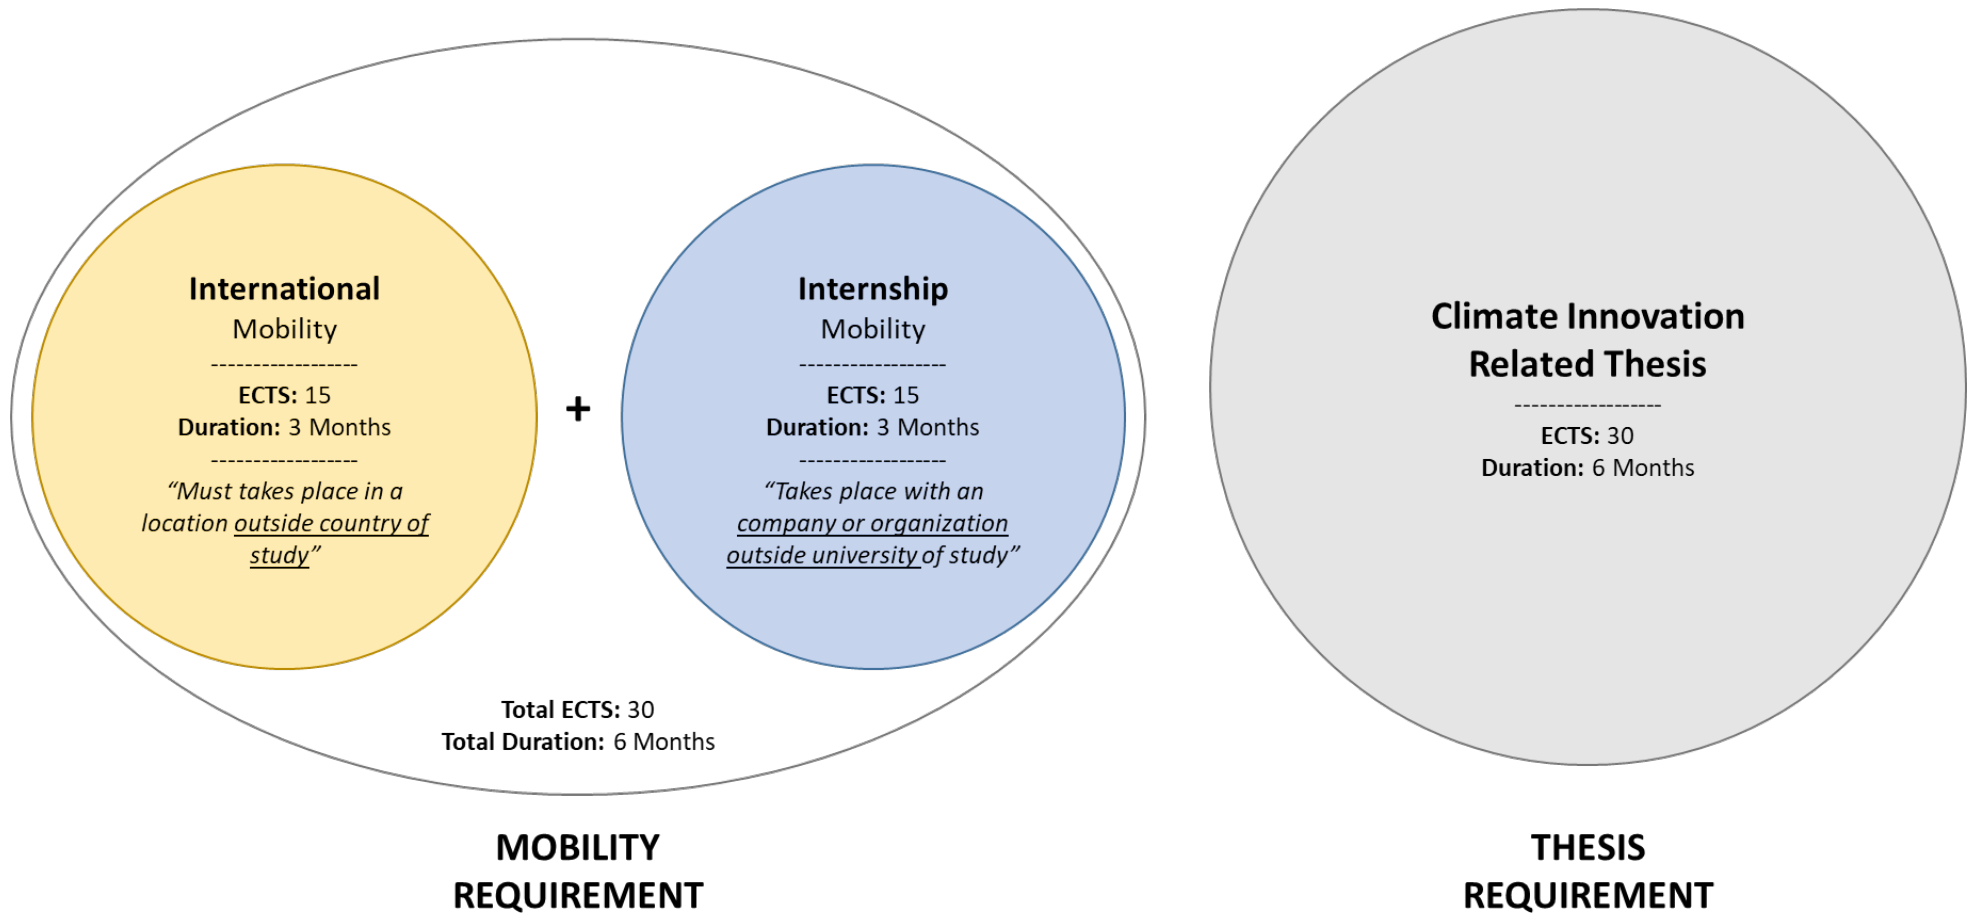 International
Mobility
------------------
ECTS: 15
Duration: 3 Months
------------------
“Must takes place in a
location outside country of
study”
+
Internship
Mobility
------------------
ECTS: 15
Duration: 3 Months
------------------
“Takes place with an
company or organization
outside university of study”
Total ECTS: 30
Total Duration: 6 Months
MOBILITY
REQUIREMENT
Climate Innovation
Related Thesis
------------------
ECTS: 30
Duration: 6 Months
THESIS
REQUIREMENT